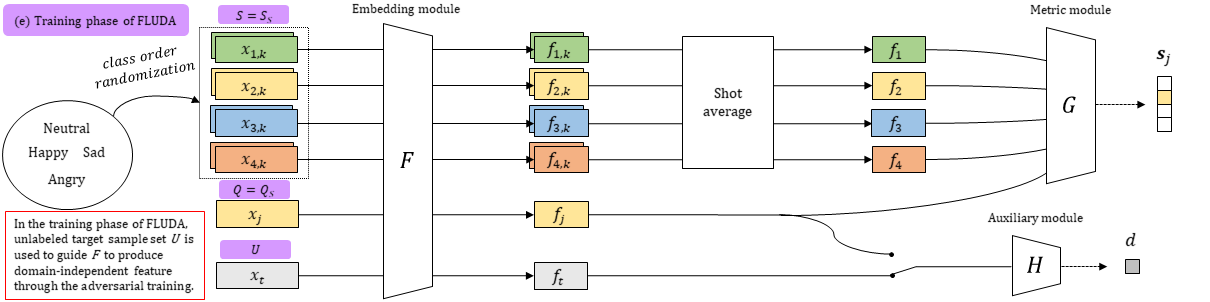 (e) Training phase of FLUDA
class order
randomization
Neutral
Happy Sad
Angry
In the training phase of FLUDA,
unlabeled target sample set U is
used to guide F to produce
domain-independent feature
through the adversarial training.
S = S_S
x_{1,k}
x_{2,k}
x_{3,k}
x_{4,k}
Q = Q_S
x_j
U
x_t
Embedding module
F
f_{1,k}
f_{2,k}
f_{3,k}
f_{4,k}
f_j
f_t
Shot
average
f_1
f_2
f_3
f_4
Metric module
G
s_j
Auxiliary module
H
d